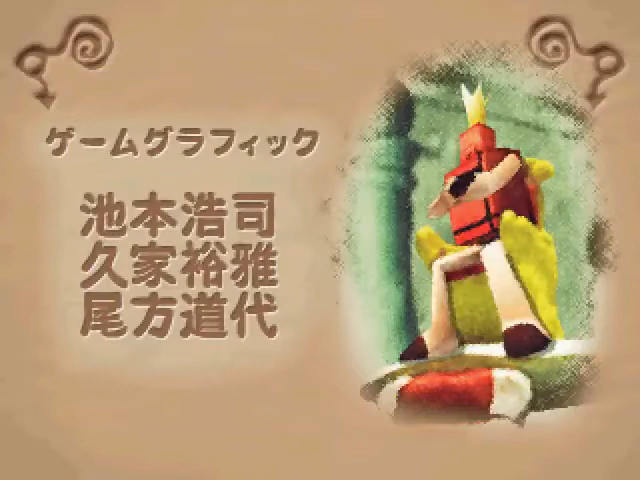 ゲームグラフィック
池本浩司
久家裕雅
尾方道代